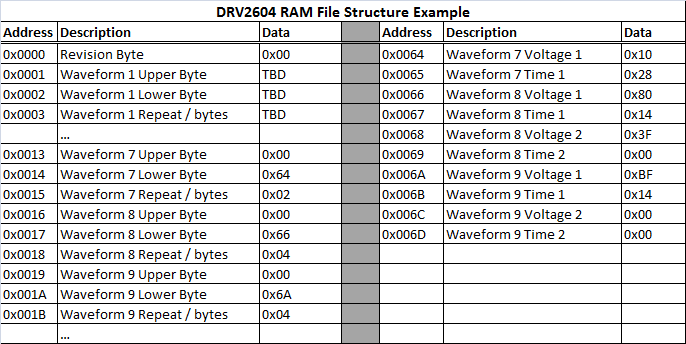 DRV2604 RAM File Structure Example
Address Description Data Address Description Data
0x0000 Revision Byte 0x00 0x0064 Waveform 7 Voltage 1 0x10
0x0001 Waveform 1 Upper Byte TBD 0x0065 Waveform 7 Time 1 0x28
0x0002 Waveform 1 Lower Byte TBD 0x0066 Waveform 8 Voltage 1 0x80
0x0003 Waveform 1 Repeat / bytes TBD 0x0067 Waveform 8 Time 1 0x14
... 0x0068 Waveform 8 Voltage 2 0x3F
0x0013 Waveform 7 Upper Byte 0x00 0x0069 Waveform 8 Time 2 0x00
0x0014 Waveform 7 Lower Byte 0x64 0x006A Waveform 9 Voltage 1 0xBF
0x0015 Waveform 7 Repeat / bytes 0x02 0x006B Waveform 9 Time 1 0x14
0x0016 Waveform 8 Upper Byte 0x00 0x006C Waveform 9 Voltage 2 0x00
0x0017 Waveform 8 Lower Byte 0x66 0x006D Waveform 9 Time 2 0x00
0x0018 Waveform 8 Repeat / bytes 0x04
0x0019 Waveform 9 Upper Byte 0x00
0x001A Waveform 9 Lower Byte 0x6A
0x001B Waveform 9 Repeat / bytes 0x04
...